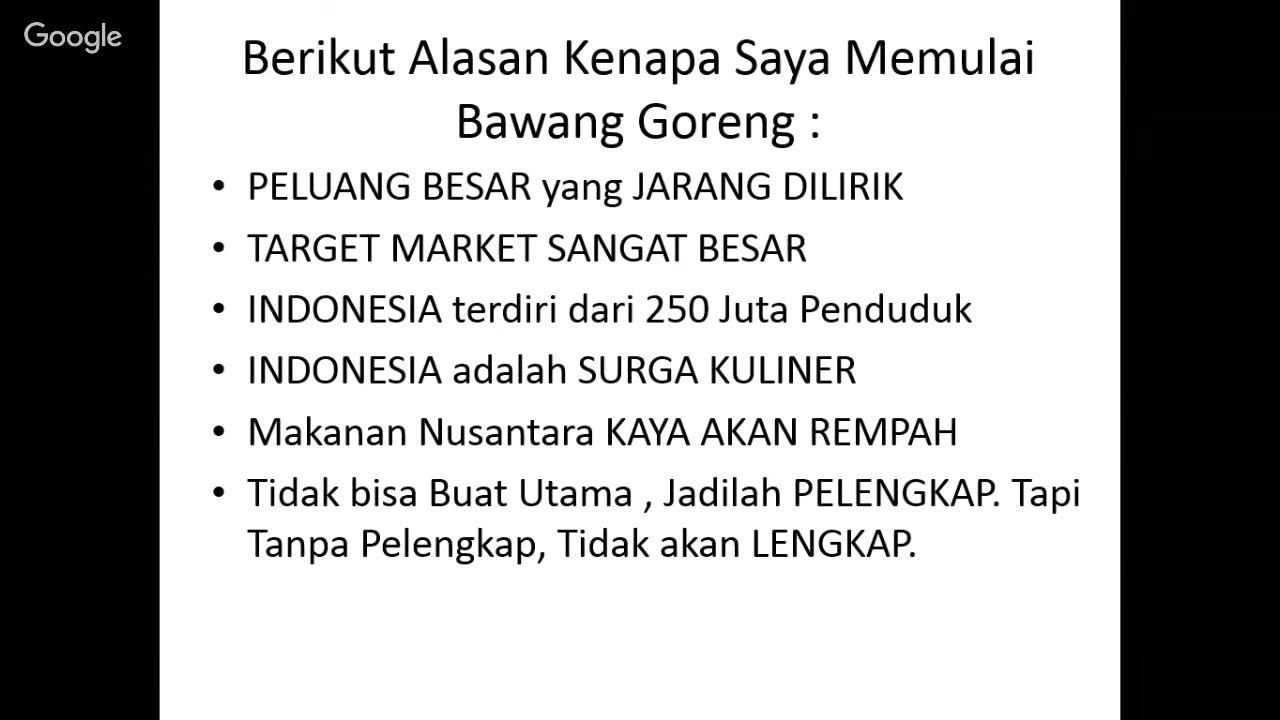 Google
Berikut Alasan Kenapa Saya Memulai
Bawang Goreng :
• PELUANG BESAR yang JARANG DILIRIK
• TARGET MARKET SANGAT BESAR
• INDONESIA terdiri dari 250 Juta Penduduk
• INDONESIA adalah SURGA KULINER
• Makanan Nusantara KAYA AKAN REMPAH
• Tidak bisa Buat Utama , Jadilah PELENGKAP. Tapi
Tanpa Pelengkap, Tidak akan LENGKAP.